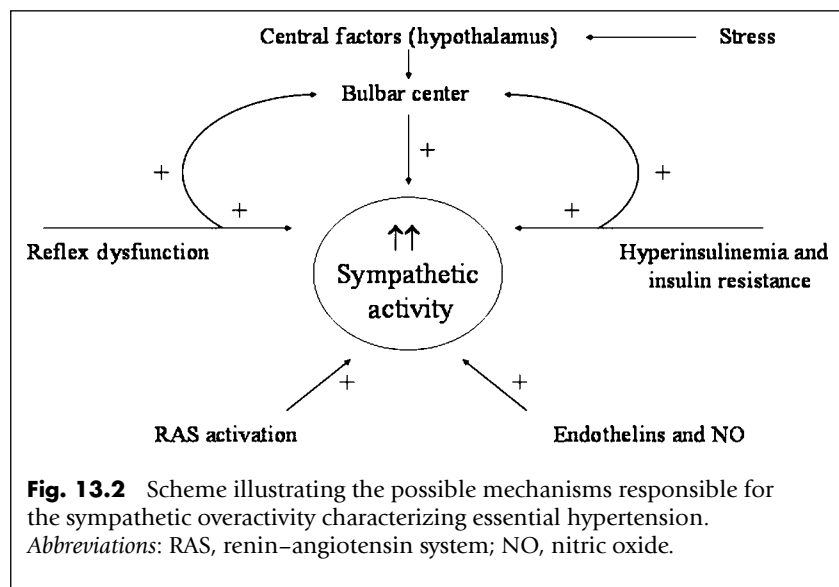 Central factors (hypothalamus) Stress
Bulbar center
+
+ +
+ +
Reflex dysfunction
↑↑
Hyperinsulinemia and
Sympathetic
insulin resistance
activity
+ +
RAS activation Endothelins and NO
Fig. 13.2 Scheme illustrating the possible mechanisms responsible for
the sympathetic overactivity characterizing essential hypertension.
Abbreviations: RAS, renin–angiotensin system; NO, nitric oxide.